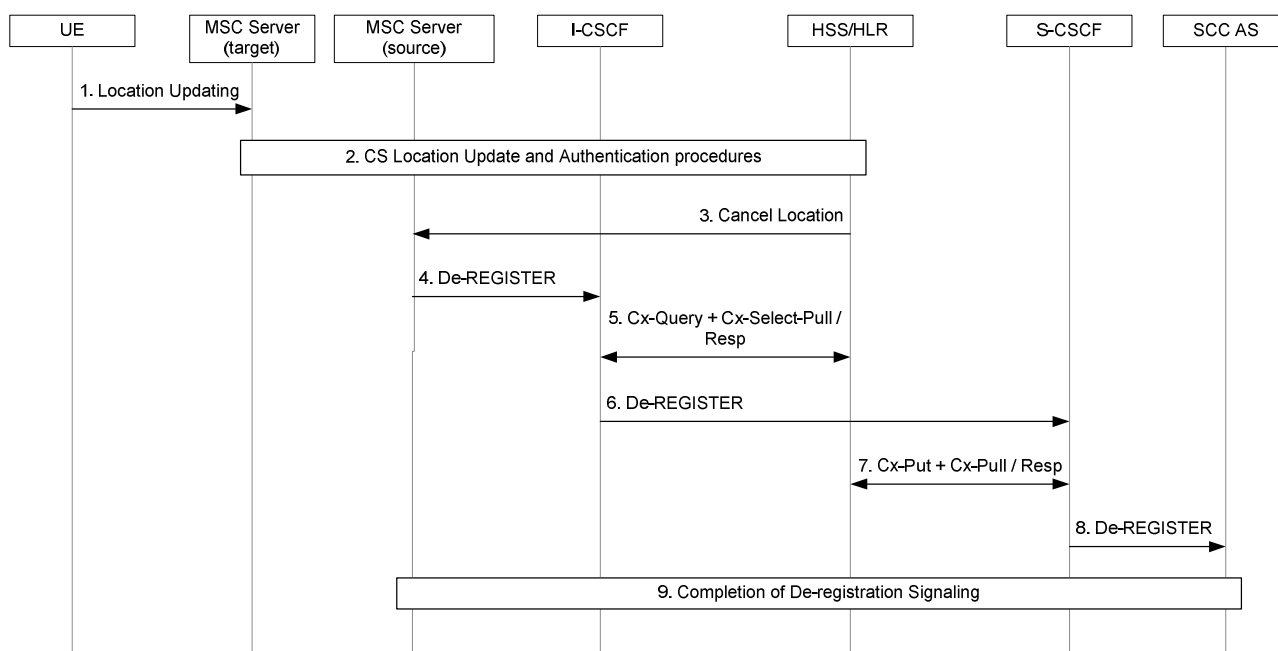 UE
MSC Server
(target)
MSC Server
(source)
I-CSCF
HSS/HLR
S-CSCF
SCC AS
1. Location Updating
2. CS Location Update and Authentication procedures
3. Cancel Location
4. De-REGISTER
5. Cx-Query + Cx-Select-Pull /
Resp
6. De-REGISTER
7. Cx-Put + Cx-Pull / Resp
8. De-REGISTER
9. Completion of De-registration Signaling